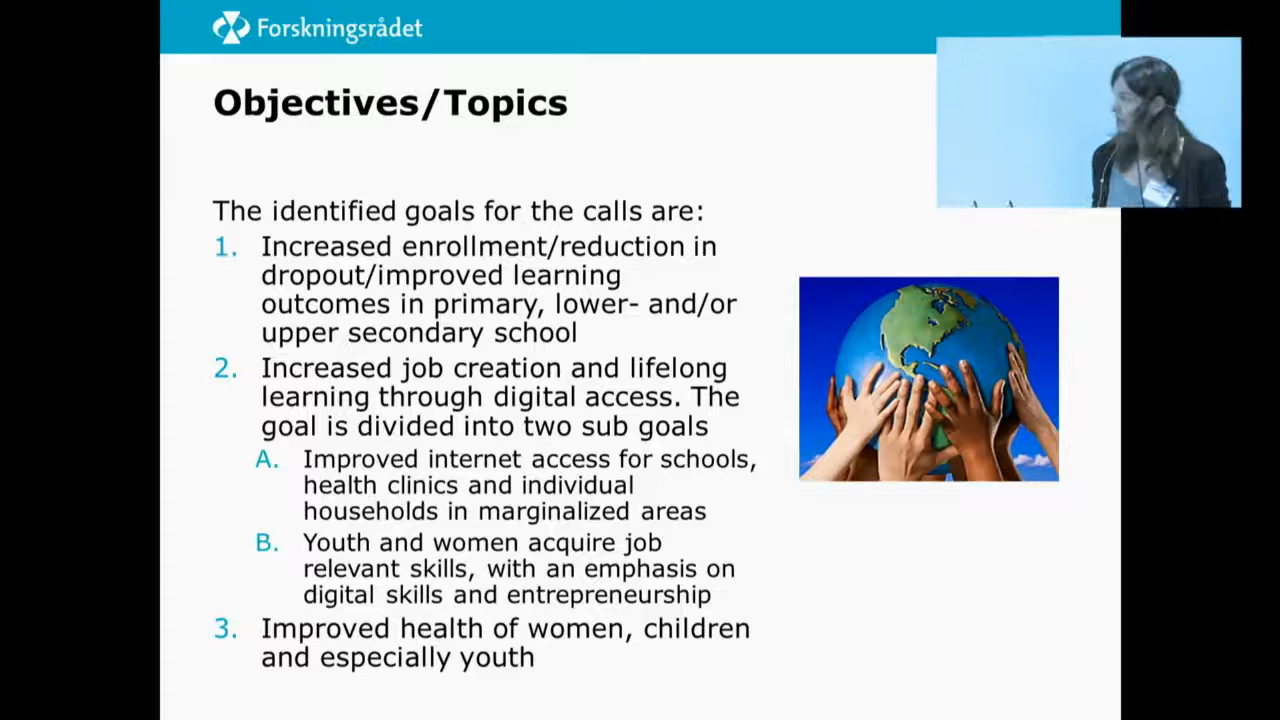 Forskningsrådet
Objectives/Topics
The identified goals for the calls are:
1. Increased enrollment/reduction in
dropout/improved learning
outcomes in primary, lower- and/or
upper secondary school
2. Increased job creation and lifelong
learning through digital access. The
goal is divided into two sub goals
A. Improved internet access for schools,
health clinics and individual
households in marginalized areas
B. Youth and women acquire job
relevant skills, with an emphasis on
digital skills and entrepreneurship
3. Improved health of women, children
and especially youth